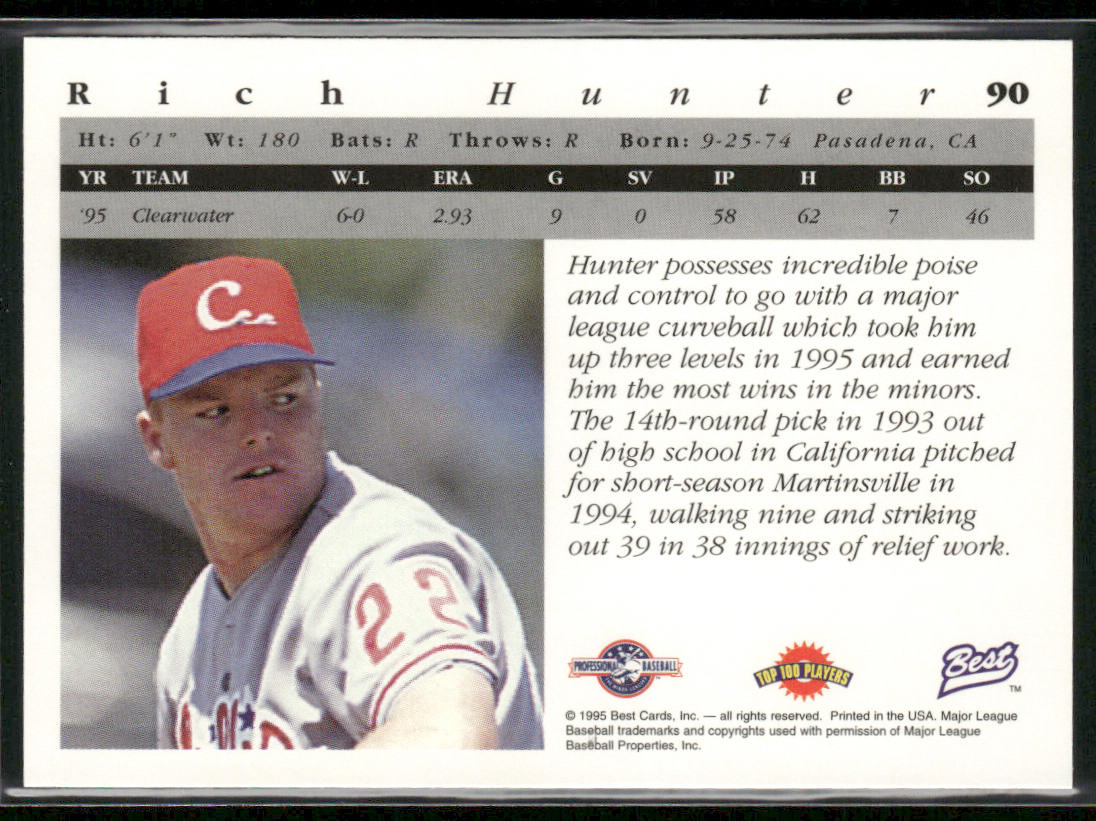 Rich Hunter 90
Ht: 6'1" Wt: 180 Bats: R Throws: R Born: 9-25-74 Pasadena, CA
YR TEAM W-L ERA G SV IP H BB SO
'95 Clearwater 6-0 2.93 9 0 58 62 7 46
Hunter possesses incredible poise
and control to go with a major
league curveball which took him
up three levels in 1995 and earned
him the most wins in the minors.
The 14th-round pick in 1993 out
of high school in California pitched
for short-season Martinsville in
1994, walking nine and striking
out 39 in 38 innings of relief work.
22
PROFESSIONAL BASEBALL
TOP 100 PLAYERS
Best TM
© 1995 Best Cards, Inc. — all rights reserved. Printed in the USA. Major League
Baseball trademarks and copyrights used with permission of Major League
Baseball Properties, Inc.